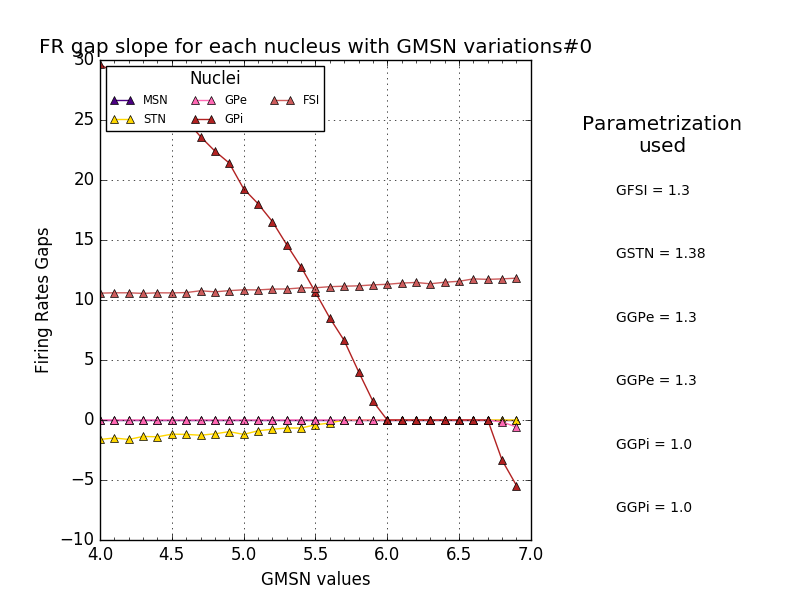 FR gap slope for each nucleus with GMSN variations#0
Nuclei
MSN GPe FSI
STN GPi
30
25
20
15
10
5
0
−5
−10
Firing Rates Gaps
4.0 4.5 5.0 5.5 6.0 6.5 7.0
GMSN values
Parametrization
used
GFSI = 1.3
GSTN = 1.38
GGPe = 1.3
GGPe = 1.3
GGPi = 1.0
GGPi = 1.0